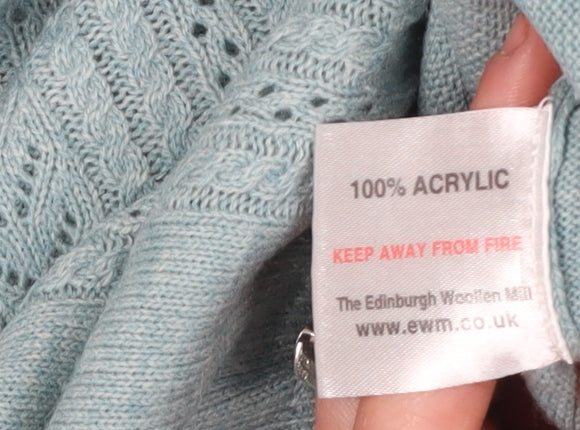 100% ACRYLIC
KEEP AWAY FROM FIRE
The Edinburgh Woollen Mill
www.ewm.co.uk